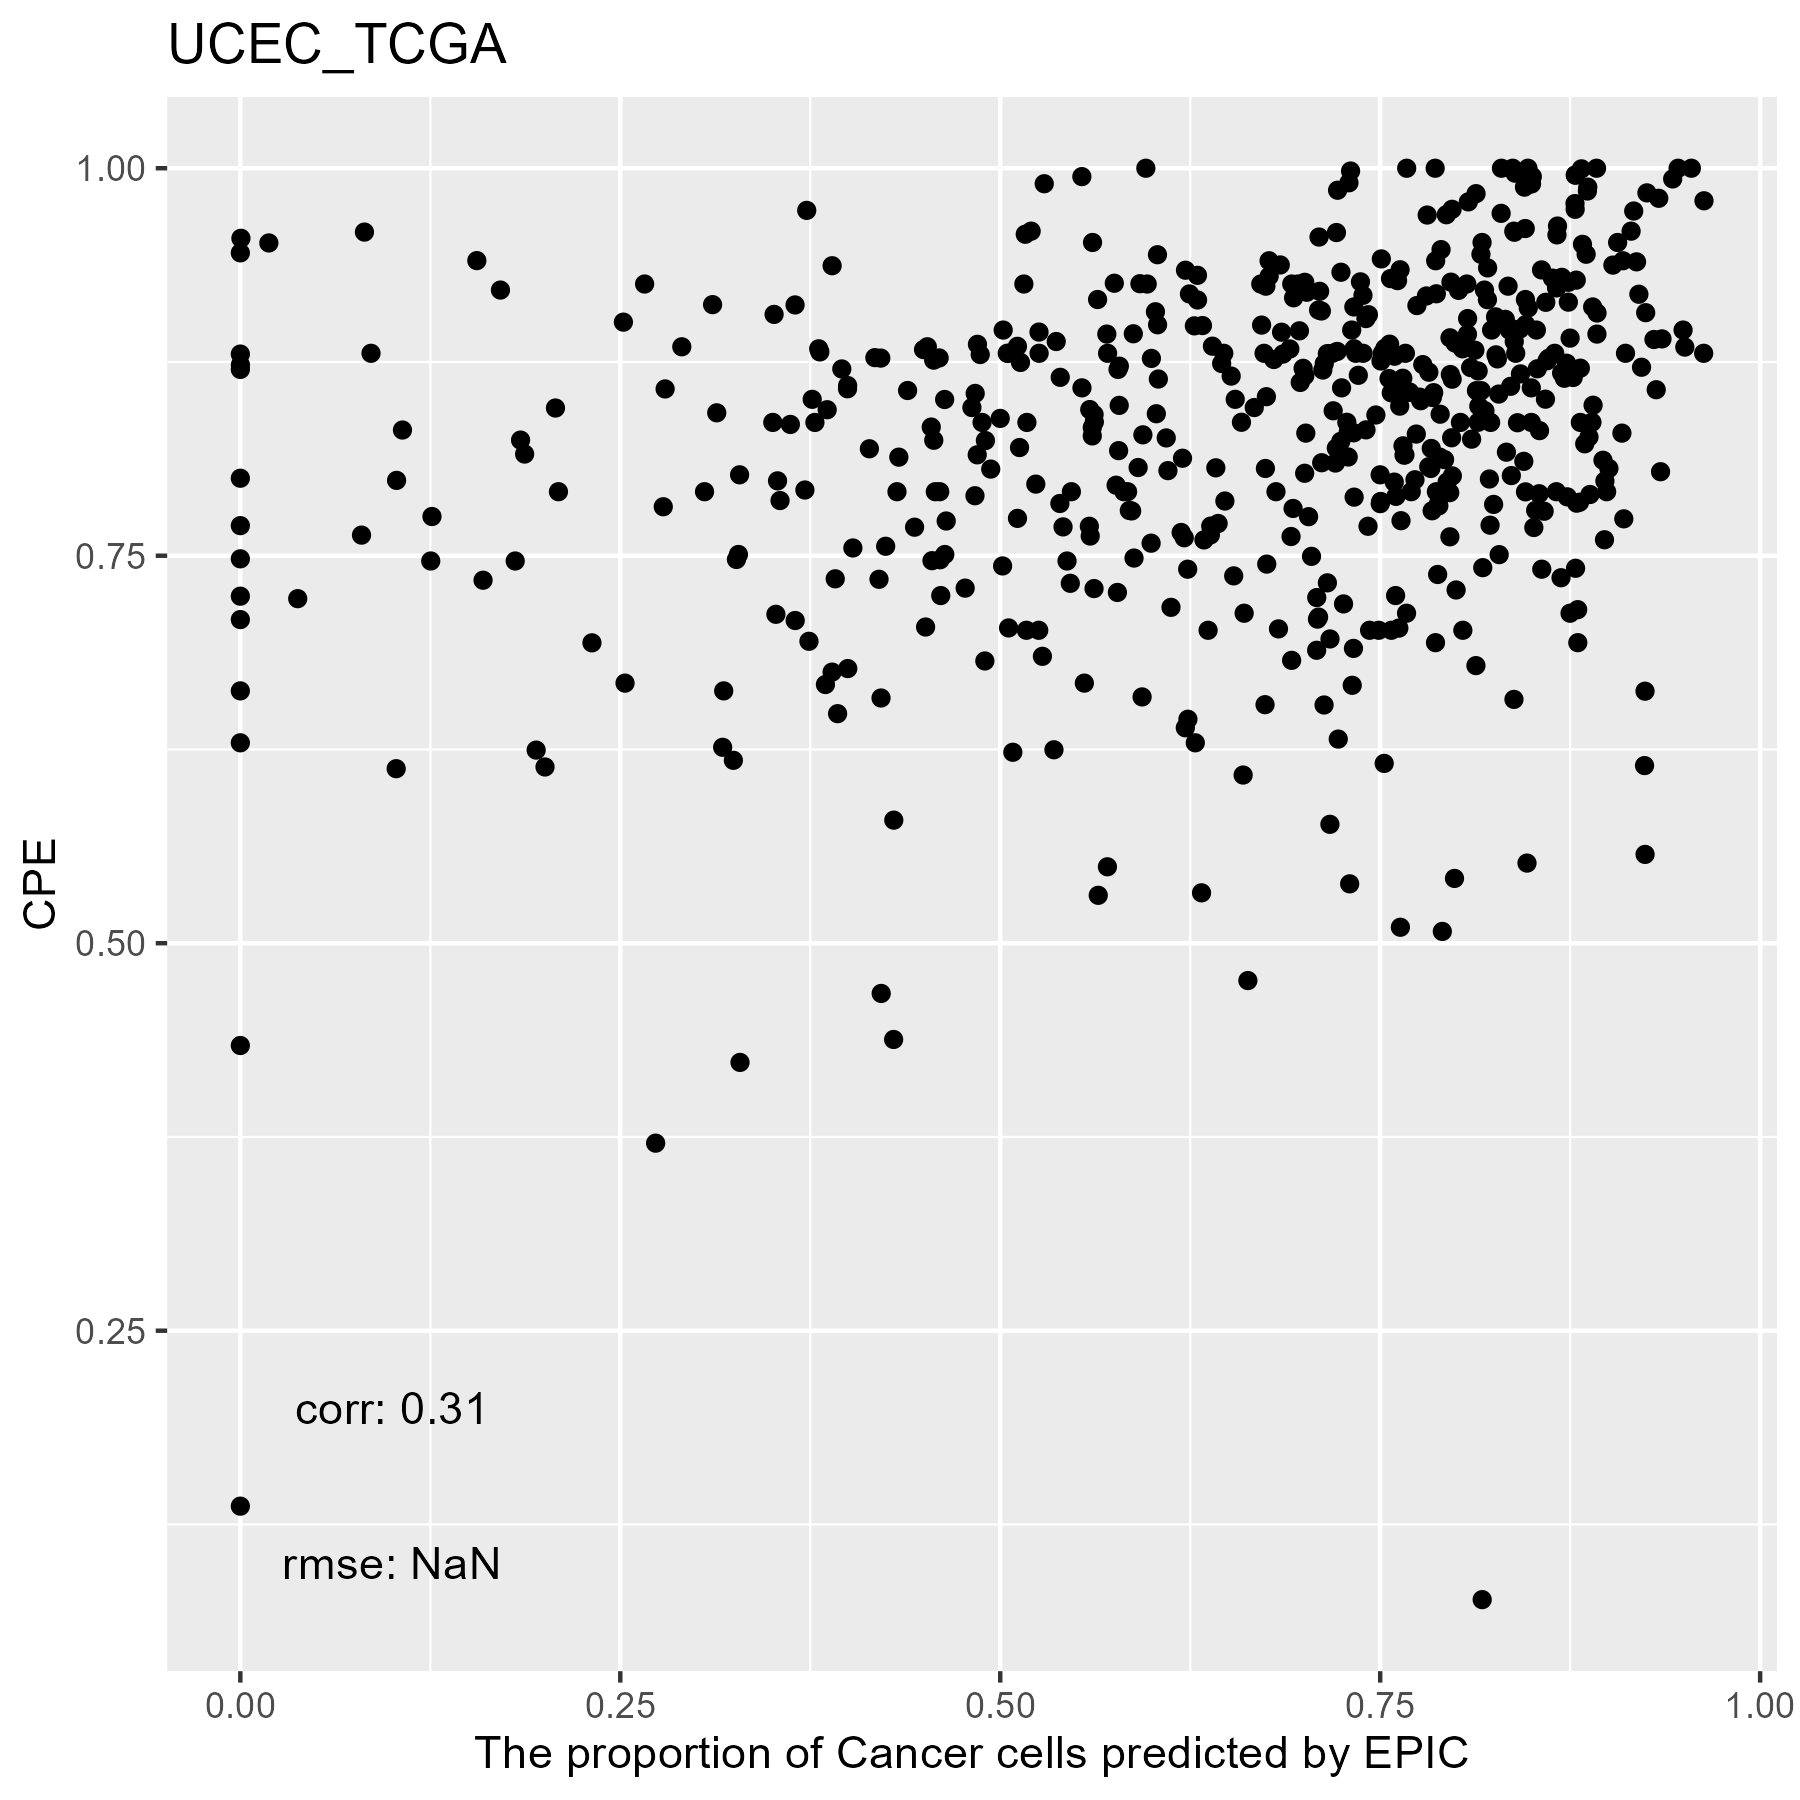 UCEC_TCGA
CPE
1.00
0.75
0.50
0.25
corr: 0.31
rmse: NaN
0.00 0.25 0.50 0.75 1.00
The proportion of Cancer cells predicted by EPIC